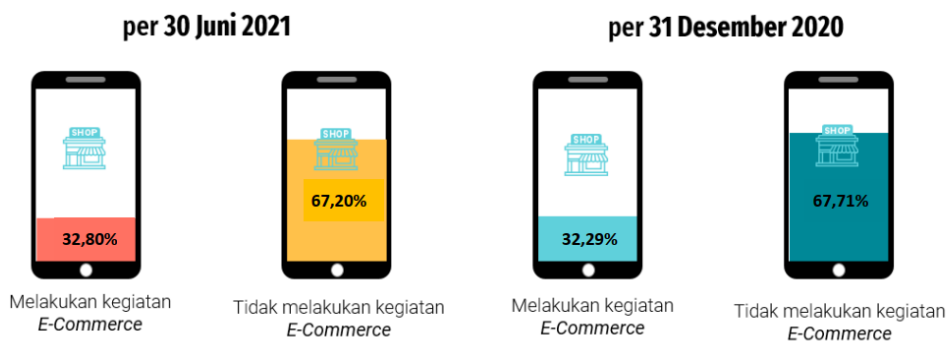 per 30 Juni 2021
per 31 Desember 2020
SHOP
32,80%
SHOP
67,20%
SHOP
32,29%
SHOP
67,71%
Melakukan kegiatan
E-Commerce
Tidak melakukan kegiatan
E-Commerce
Melakukan kegiatan
E-Commerce
Tidak melakukan kegiatan
E-Commerce